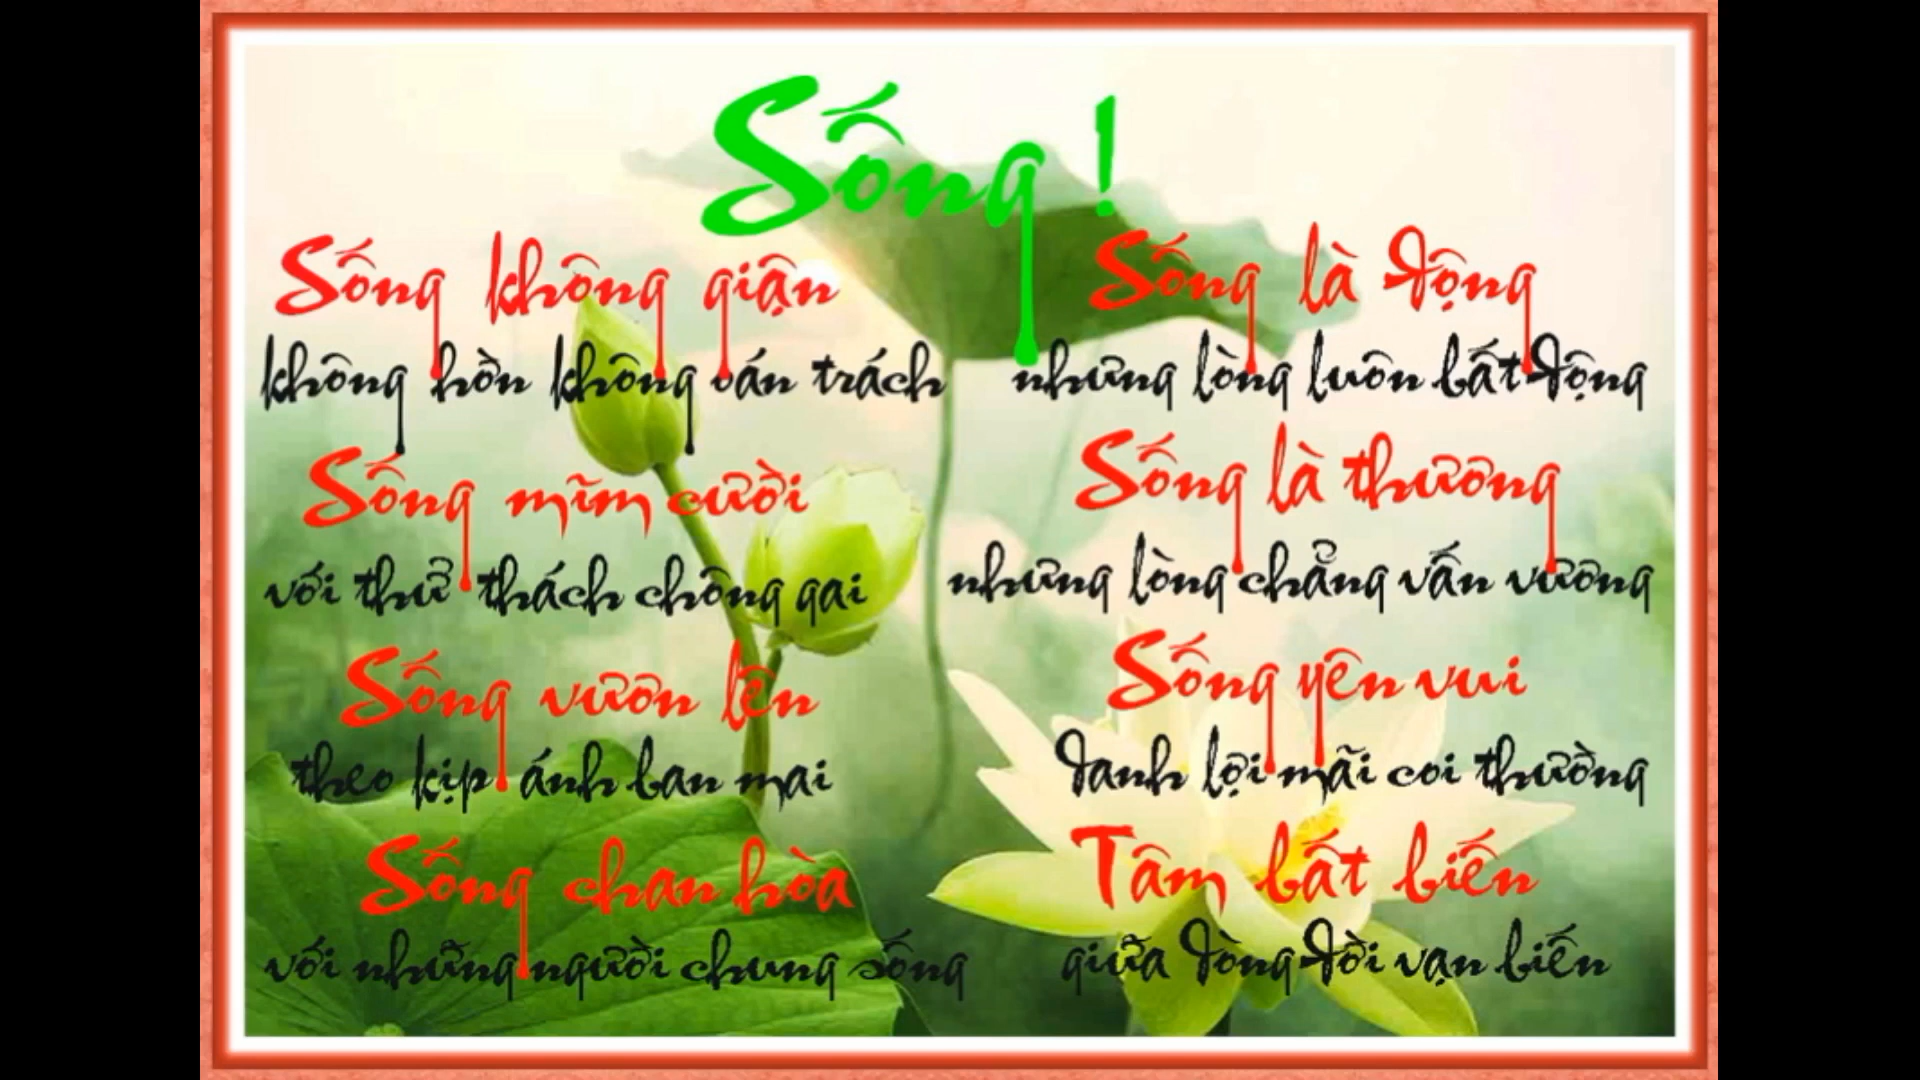 Sống !
Sống không giận
không hờn không oán trách
Sống mĩm cười
với thử thách chông gai
Sống vươn lên
theo kịp ánh ban mai
Sống chan hòa
với những người chung sống
Sống là động
nhưng lòng luôn bất động
Sống là thương
nhưng lòng chẳng vấn vương
Sống yên vui
danh lợi mãi coi thường
Tâm bất biến
giữa dòng đời vạn biến